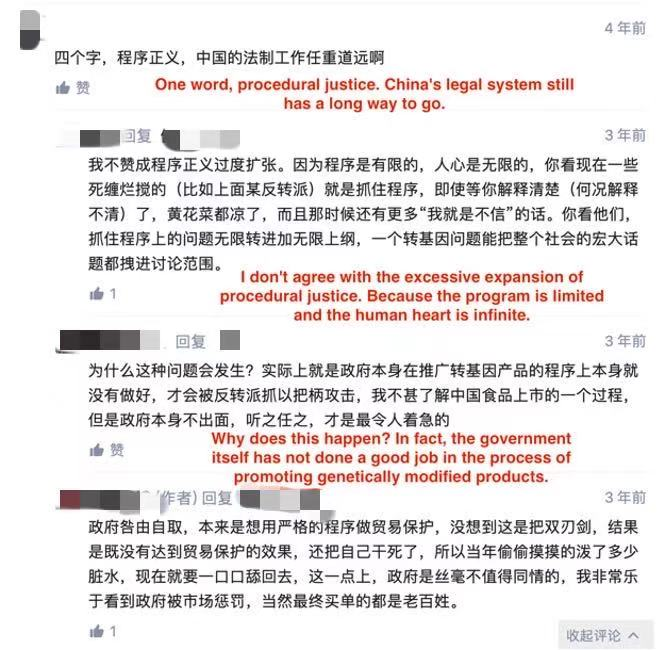 4 年前
四个字，程序正义，中国的法制工作任重道远啊
赞
One word, procedural justice. China's legal system still
has a long way to go.
回复
3 年前
我不赞成程序正义过度扩张。因为程序是有限的，人心是无限的，你看现在一些
死缠烂搅的（比如上面某反转派）就是抓住程序，即使等你解释清楚（何况解释
不清）了，黄花菜都凉了，而且那时候还有更多“我就是不信”的话。你看他们，
抓住程序上的问题无限转进加无限上纲，一个转基因问题能把整个社会的宏大话
题都拽进讨论范围。
I don't agree with the excessive expansion of
procedural justice. Because the program is limited
and the human heart is infinite.
1
回复
3 年前
为什么这种问题会发生？实际上就是政府本身在推广转基因产品的程序上本身就
没有做好，才会被反转派抓以把柄攻击，我不甚了解中国食品上市的一个过程，
但是政府本身不出面，听之任之，才是最令人着急的
赞
Why does this happen? In fact, the government
itself has not done a good job in the process of
promoting genetically modified products.
(作者) 回复
3 年前
政府咎由自取，本来是想用严格的程序做贸易保护，没想到这是把双刃剑，结果
是既没有达到贸易保护的效果，还把自己干死了，所以当年偷偷摸摸的泼了多少
脏水，现在就要一口口舔回去，这一点上，政府是丝毫不值得同情的，我非常乐
于看到政府被市场惩罚，当然最终买单的都是老百姓。
1
收起评论